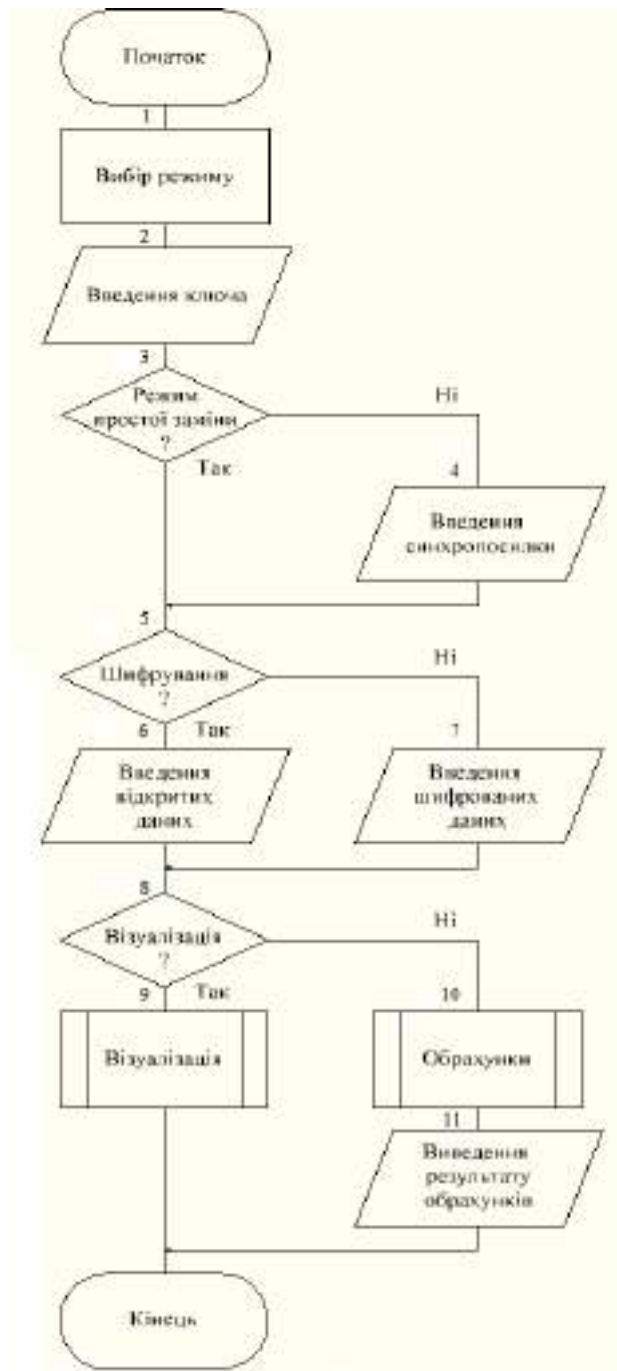 Початок
1
Вибір режиму
2
Введення ключа
3
Режим
простої заміни
?
Ні
Так
4
Введення
синхропосилки
5
Шифрування
?
Ні
6
Так
7
Введення
відкритих
даних
Введення
шифрованих
даних
8
Візуалізація
?
Ні
9
Так
10
Візуалізація
Обрахунки
11
Виведення
результату
обрахунків
Кінець